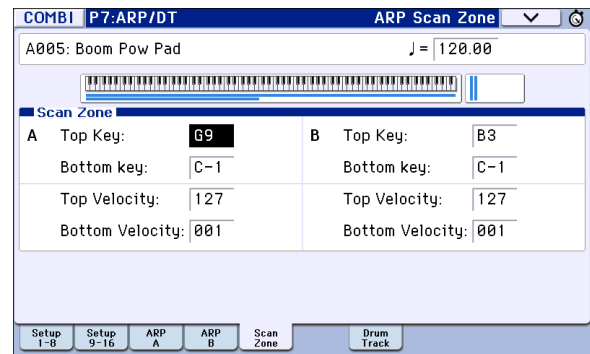 COMBI P7:ARP/DT ARP Scan Zone
A005: Boom Pow Pad ♩= 120.00
Scan Zone
A Top Key: G9 B Top Key: B3
Bottom key: C-1 Bottom Key: C-1
Top Velocity: 127 Top Velocity: 127
Bottom Velocity: 001 Bottom Velocity: 001
Setup 1-8 Setup 9-16 ARP A ARP B Scan Zone Drum Track